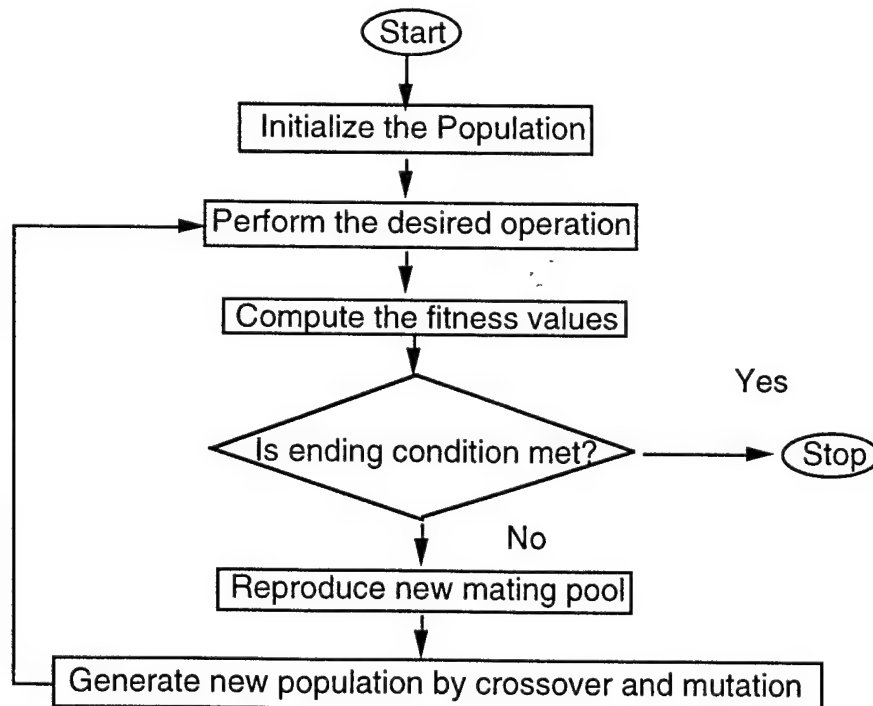 Start
Initialize the Population
Perform the desired operation
Compute the fitness values
Yes
Is ending condition met?
Stop
No
Reproduce new mating pool
Generate new population by crossover and mutation